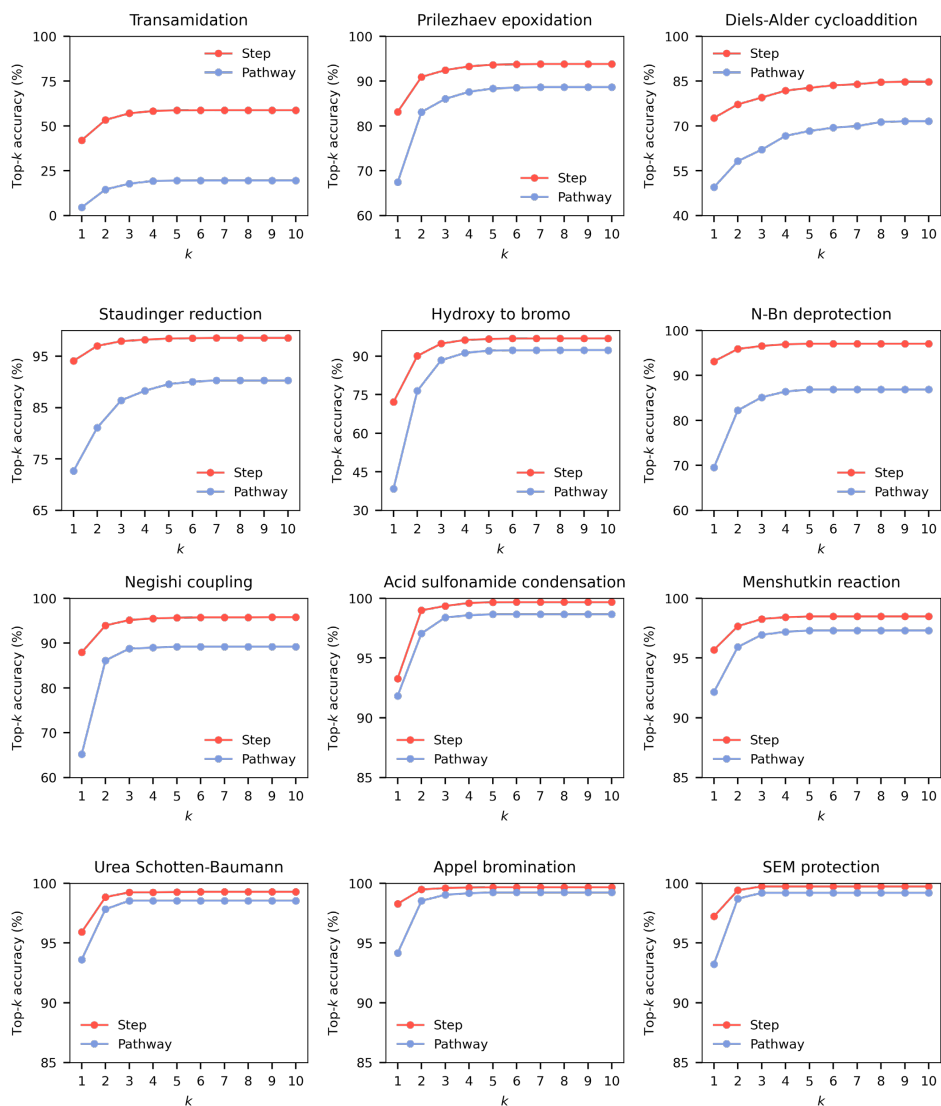 Transamidation
100
75
50
25
0
Top-k accuracy (%)
Step
Pathway
1 2 3 4 5 6 7 8 9 10
k
Prilezhaev epoxidation
100
90
80
70
60
Top-k accuracy (%)
Step
Pathway
1 2 3 4 5 6 7 8 9 10
k
Diels-Alder cycloaddition
100
85
70
55
40
Top-k accuracy (%)
Step
Pathway
1 2 3 4 5 6 7 8 9 10
k
Staudinger reduction
95
85
75
65
Top-k accuracy (%)
Step
Pathway
1 2 3 4 5 6 7 8 9 10
k
Hydroxy to bromo
90
75
60
45
30
Top-k accuracy (%)
Step
Pathway
1 2 3 4 5 6 7 8 9 10
k
N-Bn deprotection
100
90
80
70
60
Top-k accuracy (%)
Step
Pathway
1 2 3 4 5 6 7 8 9 10
k
Negishi coupling
100
90
80
70
60
Top-k accuracy (%)
Step
Pathway
1 2 3 4 5 6 7 8 9 10
k
Acid sulfonamide condensation
100
95
90
85
Top-k accuracy (%)
Step
Pathway
1 2 3 4 5 6 7 8 9 10
k
Menshutkin reaction
100
95
90
85
Top-k accuracy (%)
Step
Pathway
1 2 3 4 5 6 7 8 9 10
k
Urea Schotten-Baumann
100
95
90
85
Top-k accuracy (%)
Step
Pathway
1 2 3 4 5 6 7 8 9 10
k
Appel bromination
100
95
90
85
Top-k accuracy (%)
Step
Pathway
1 2 3 4 5 6 7 8 9 10
k
SEM protection
100
95
90
85
Top-k accuracy (%)
Step
Pathway
1 2 3 4 5 6 7 8 9 10
k